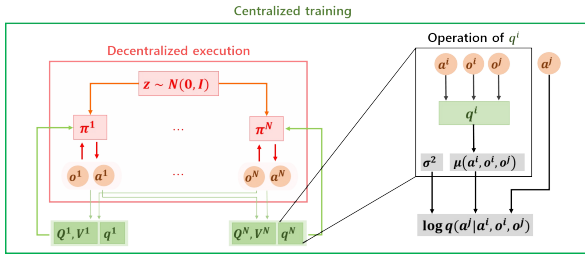 Centralized training
Decentralized execution
z ~ N(0, I)
π¹ ... πᴺ
o¹ a¹ ... oᴺ aᴺ
Q¹, V¹ q¹ Qᴺ, Vᴺ qᴺ
Operation of qⁱ
aⁱ oⁱ oʲ aʲ
qⁱ
σ² μ(aⁱ, oⁱ, oʲ)
log q(aʲ|aⁱ, oⁱ, oʲ)